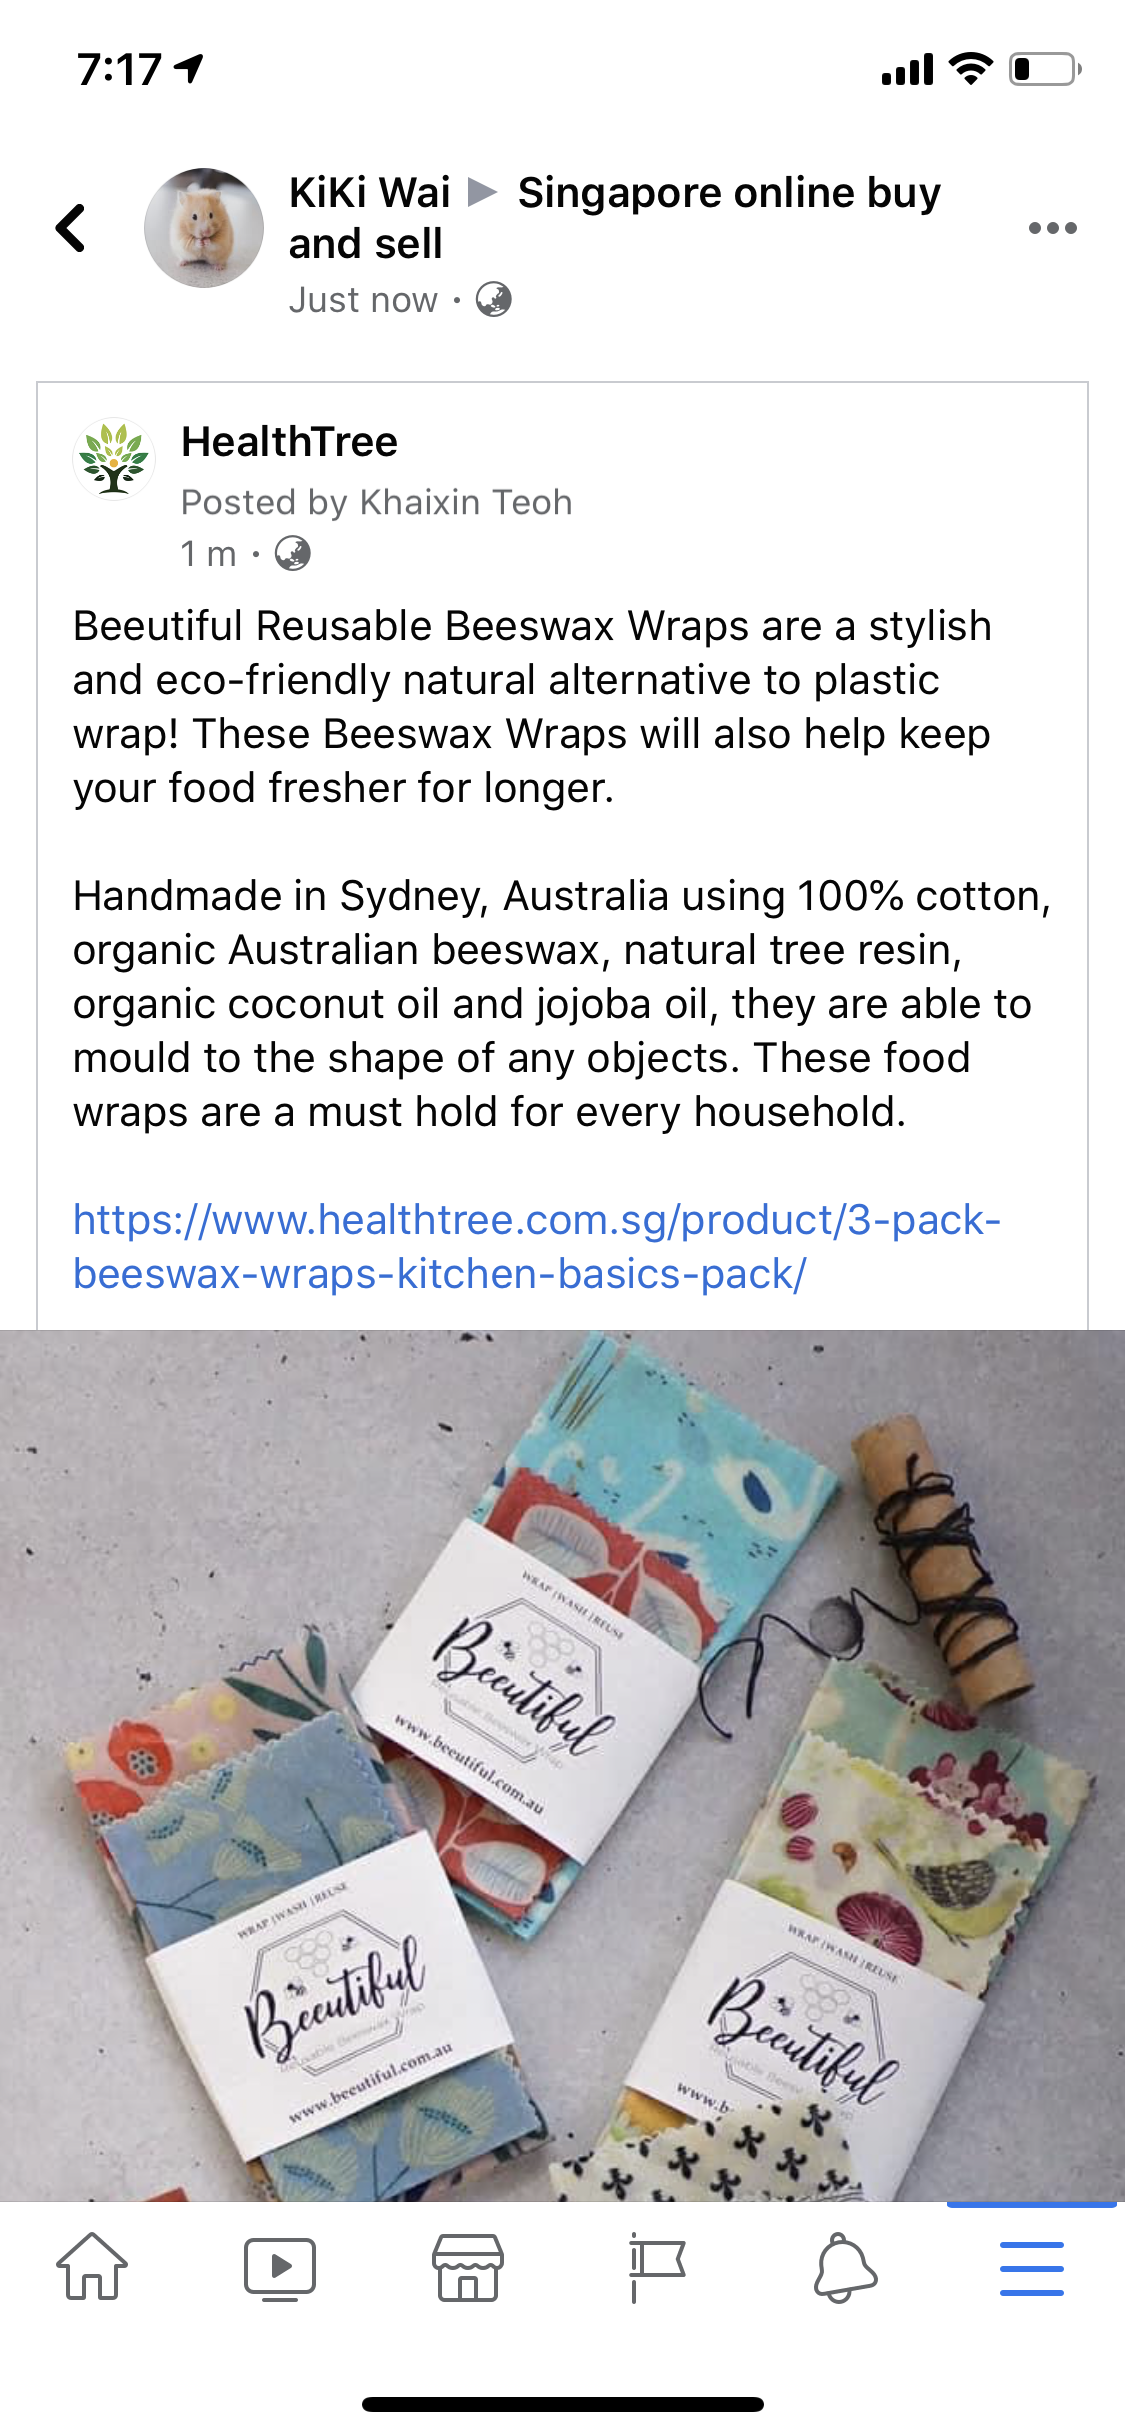 7:17
KiKi Wai ▶ Singapore online buy
and sell
Just now ·
HealthTree
Posted by Khaixin Teoh
1 m ·
Beeutiful Reusable Beeswax Wraps are a stylish
and eco-friendly natural alternative to plastic
wrap! These Beeswax Wraps will also help keep
your food fresher for longer.
Handmade in Sydney, Australia using 100% cotton,
organic Australian beeswax, natural tree resin,
organic coconut oil and jojoba oil, they are able to
mould to the shape of any objects. These food
wraps are a must hold for every household.
https://www.healthtree.com.sg/product/3-pack-
beeswax-wraps-kitchen-basics-pack/
WRAP | WASH | REUSE
Beeutiful
Reusable Beeswax Wrap
www.beeutiful.com.au
WRAP | WASH | REUSE
Beeutiful
Reusable Beeswax Wrap
www.beeutiful.com.au
WRAP | WASH | REUSE
Beeutiful
www.b